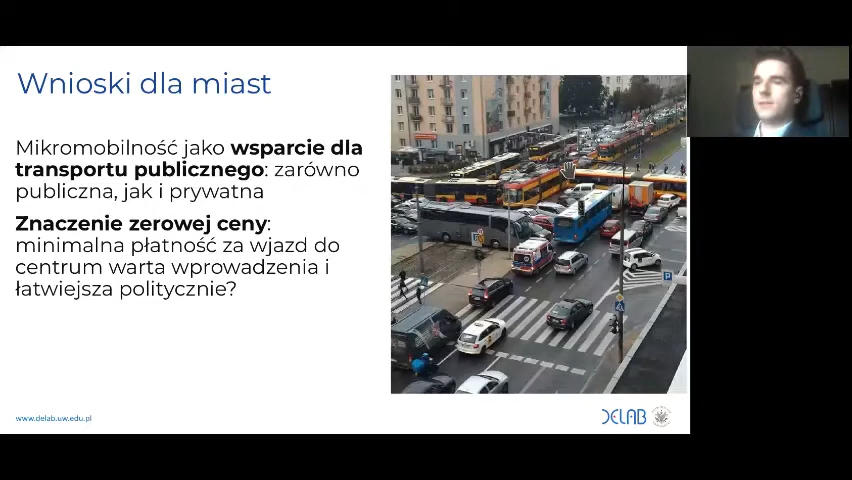 Wnioski dla miast
Mikromobilność jako wsparcie dla
transportu publicznego: zarówno
publiczna, jak i prywatna
Znaczenie zerowej ceny:
minimalna płatność za wjazd do
centrum warta wprowadzenia i
łatwiejsza politycznie?
www.delab.uw.edu.pl
DELAB